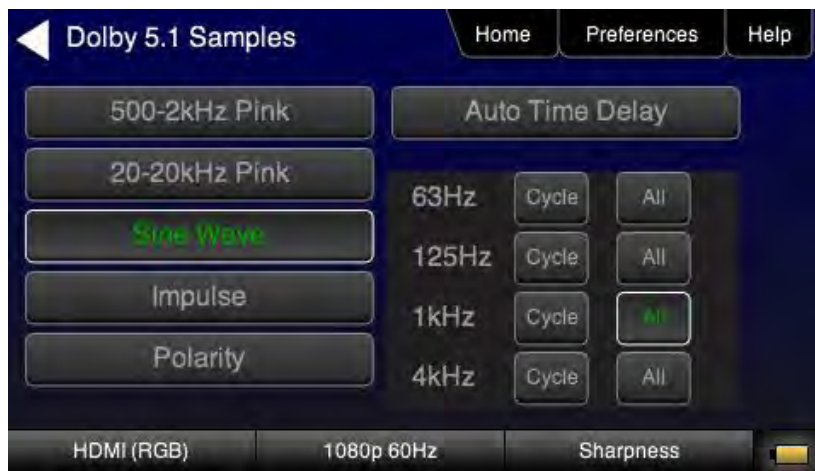 Dolby 5.1 Samples
Home
Preferences
Help
500-2kHz Pink
20-20kHz Pink
Sine Wave
Impulse
Polarity
Auto Time Delay
63Hz Cycle All
125Hz Cycle All
1kHz Cycle All
4kHz Cycle All
HDMI (RGB)
1080p 60Hz
Sharpness